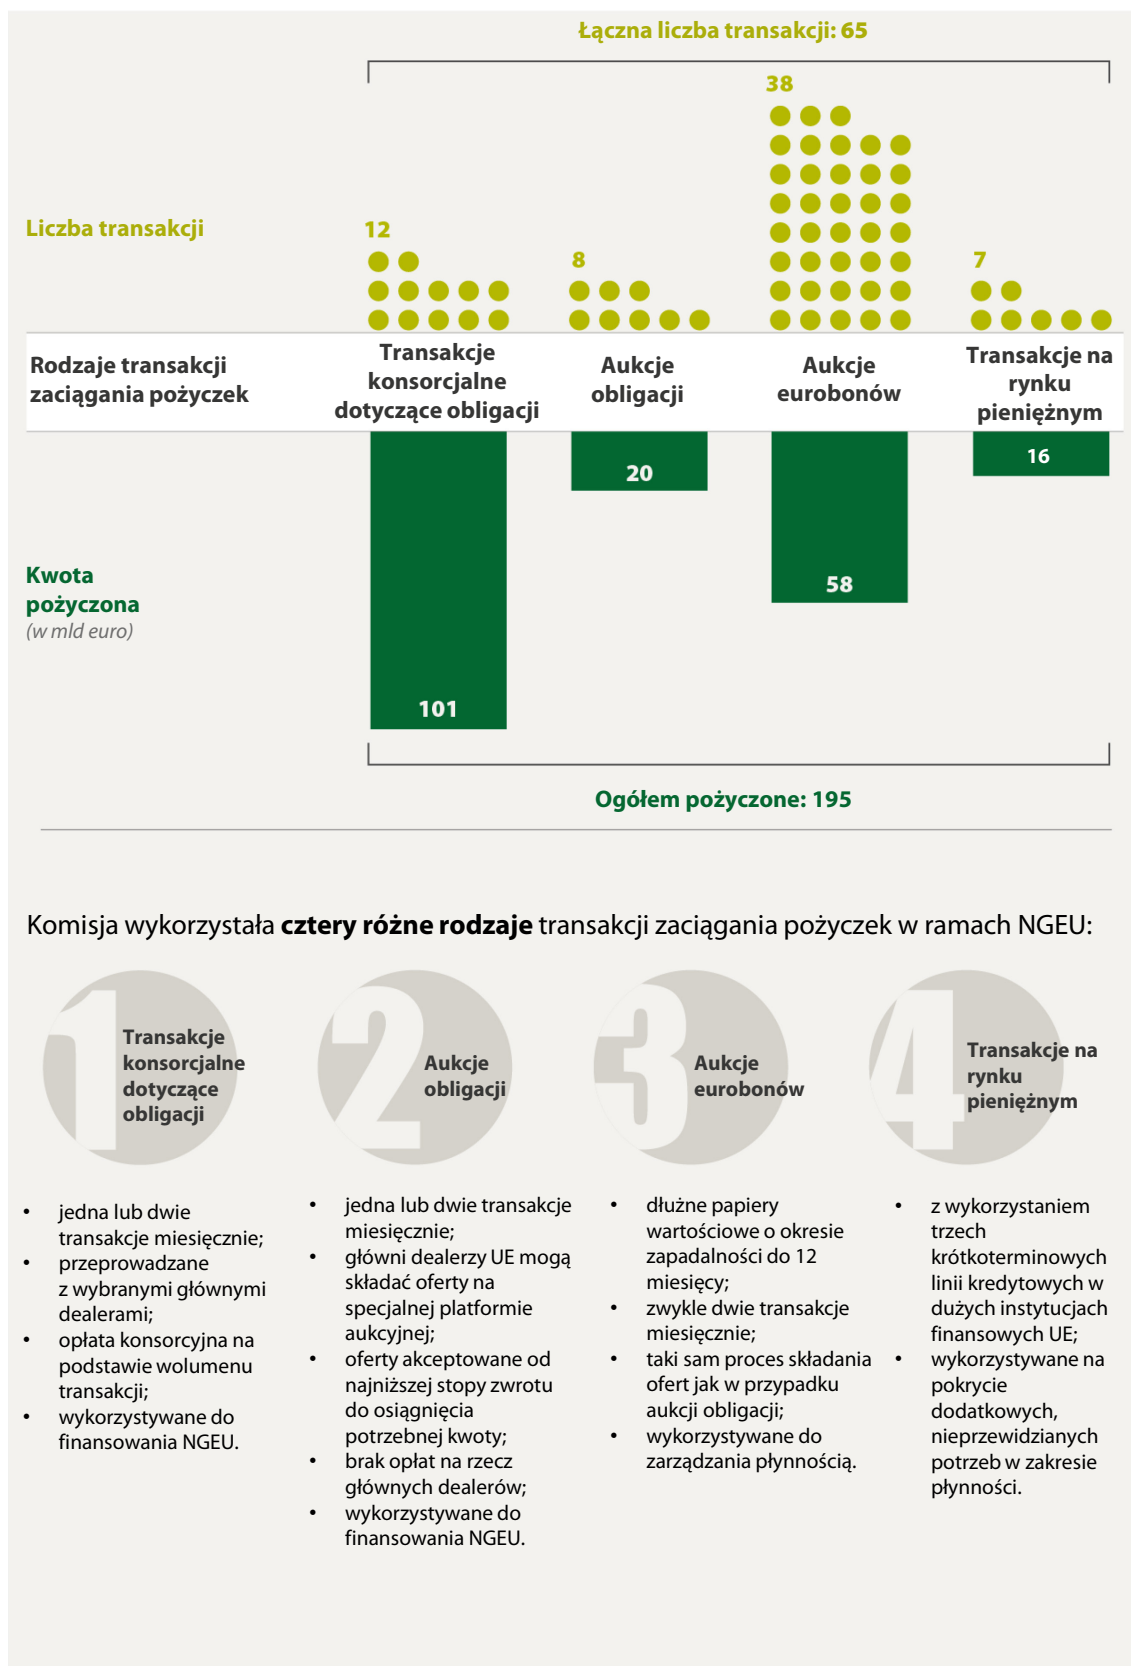 Łączna liczba transakcji: 65
38
Liczba transakcji
12
8
7
Rodzaje transakcji
zaciągania pożyczek
Transakcje
konsorcjalne
dotyczące obligacji
Aukcje
obligacji
Aukcje
eurobonów
Transakcje na
rynku
pieniężnym
16
20
Kwota
pożyczona
(w mld euro)
58
101
Ogółem pożyczone: 195
Komisja wykorzystała cztery różne rodzaje transakcji zaciągania pożyczek w ramach NGEU:
1
Transakcje
konsorcjalne
dotyczące
obligacji
• jedna lub dwie
transakcje miesięcznie;
• przeprowadzane
z wybranymi głównymi
dealerami;
• opłata konsorcyjna na
podstawie wolumenu
transakcji;
• wykorzystywane do
finansowania NGEU.
2
Aukcje
obligacji
• jedna lub dwie transakcje
miesięcznie;
• główni dealerzy UE mogą
składać oferty na
specjalnej platformie
aukcyjnej;
• oferty akceptowane od
najniższej stopy zwrotu
do osiągnięcia
potrzebnej kwoty;
• brak opłat na rzecz
głównych dealerów;
• wykorzystywane do
finansowania NGEU.
3
Aukcje
eurobonów
• dłużne papiery
wartościowe o okresie
zapadalności do 12
miesięcy;
• zwykle dwie transakcje
miesięcznie;
• taki sam proces składania
ofert jak w przypadku
aukcji obligacji;
• wykorzystywane do
zarządzania płynnością.
4
Transakcje na
rynku
pieniężnym
• z wykorzystaniem
trzech
krótkoterminowych
linii kredytowych w
dużych instytucjach
finansowych UE;
• wykorzystywane na
pokrycie
dodatkowych,
nieprzewidzianych
potrzeb w zakresie
płynności.